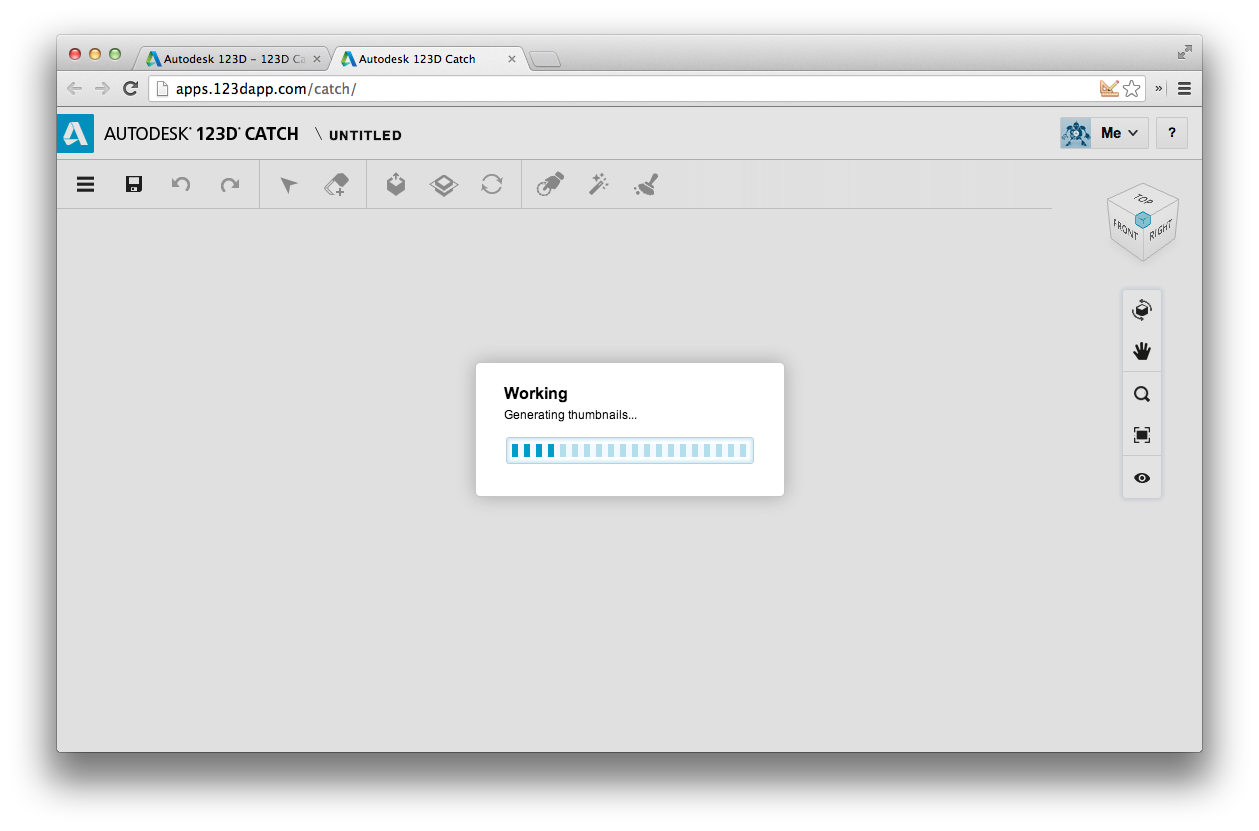 Autodesk 123D – 123D Ca
Autodesk 123D Catch
apps.123dapp.com/catch/
»
AUTODESK® 123D® CATCH \ UNTITLED
Me
?
TOP
FRONT
RIGHT
Working
Generating thumbnails...